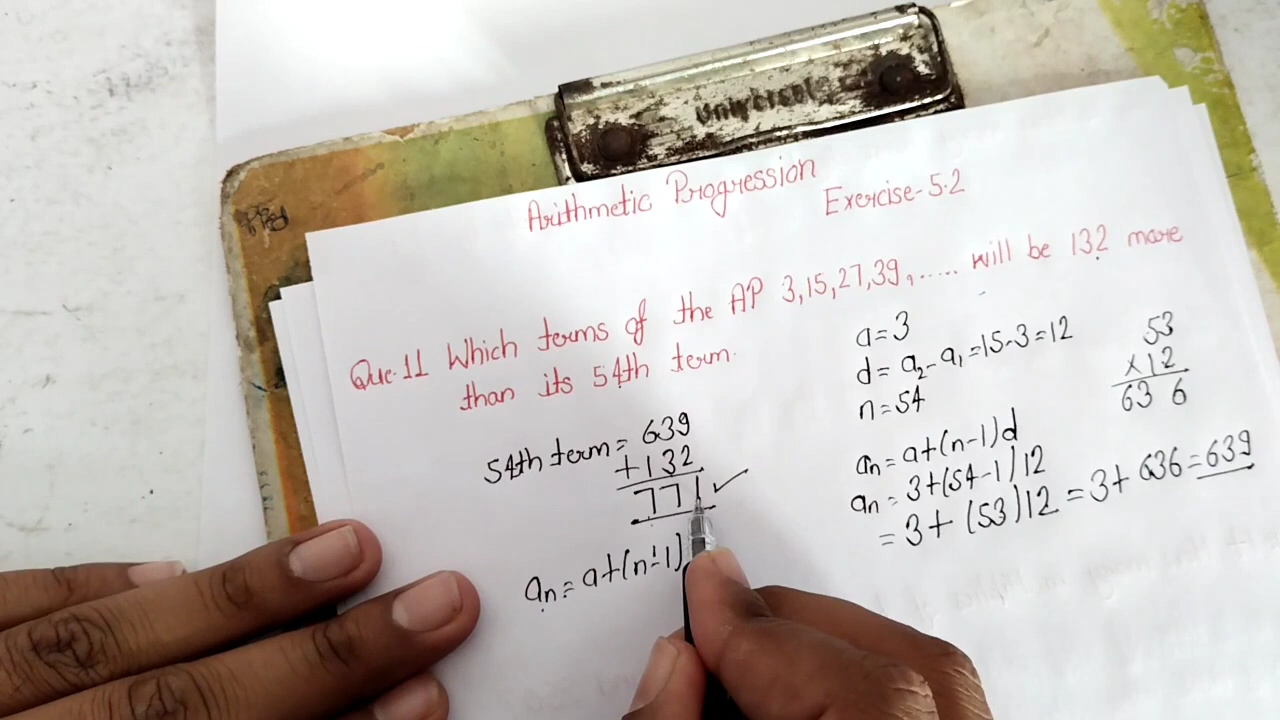 Universal
Arithmetic Progression
Exercise-5.2
Que.11 Which terms of the AP 3,15,27,39,..... will be 132 more
than its 54th term.
54th term = 639
+132
771 ✓
an = a+(n-1)
a=3
d= a2-a1=15-3=12
n=54
an = a+(n-1)d
an = 3+(54-1)12
= 3+(53)12 = 3+636=639
53
×12
636